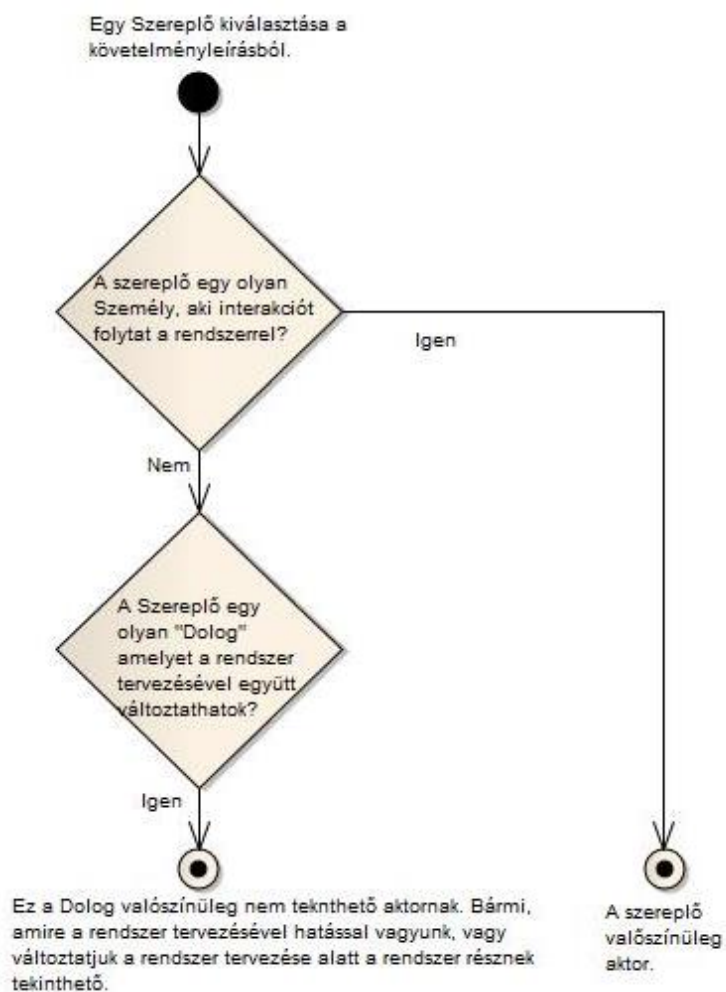 Egy Szereplő kiválasztása a
követelményleírásból.
A szereplő egy olyan
Személy, aki interakciót
folytat a rendszerrel?
Igen
Nem
A Szereplő egy
olyan "Dolog"
amelyet a rendszer
tervezésével együtt
változtathatok?
Igen
Ez a Dolog valószínüleg nem teknthető aktornak. Bármi,
amire a rendszer tervezésével hatással vagyunk, vagy
változtatjuk a rendszer tervezése alatt a rendszer résznek
tekinthető.
A szereplő
valószínüleg
aktor.